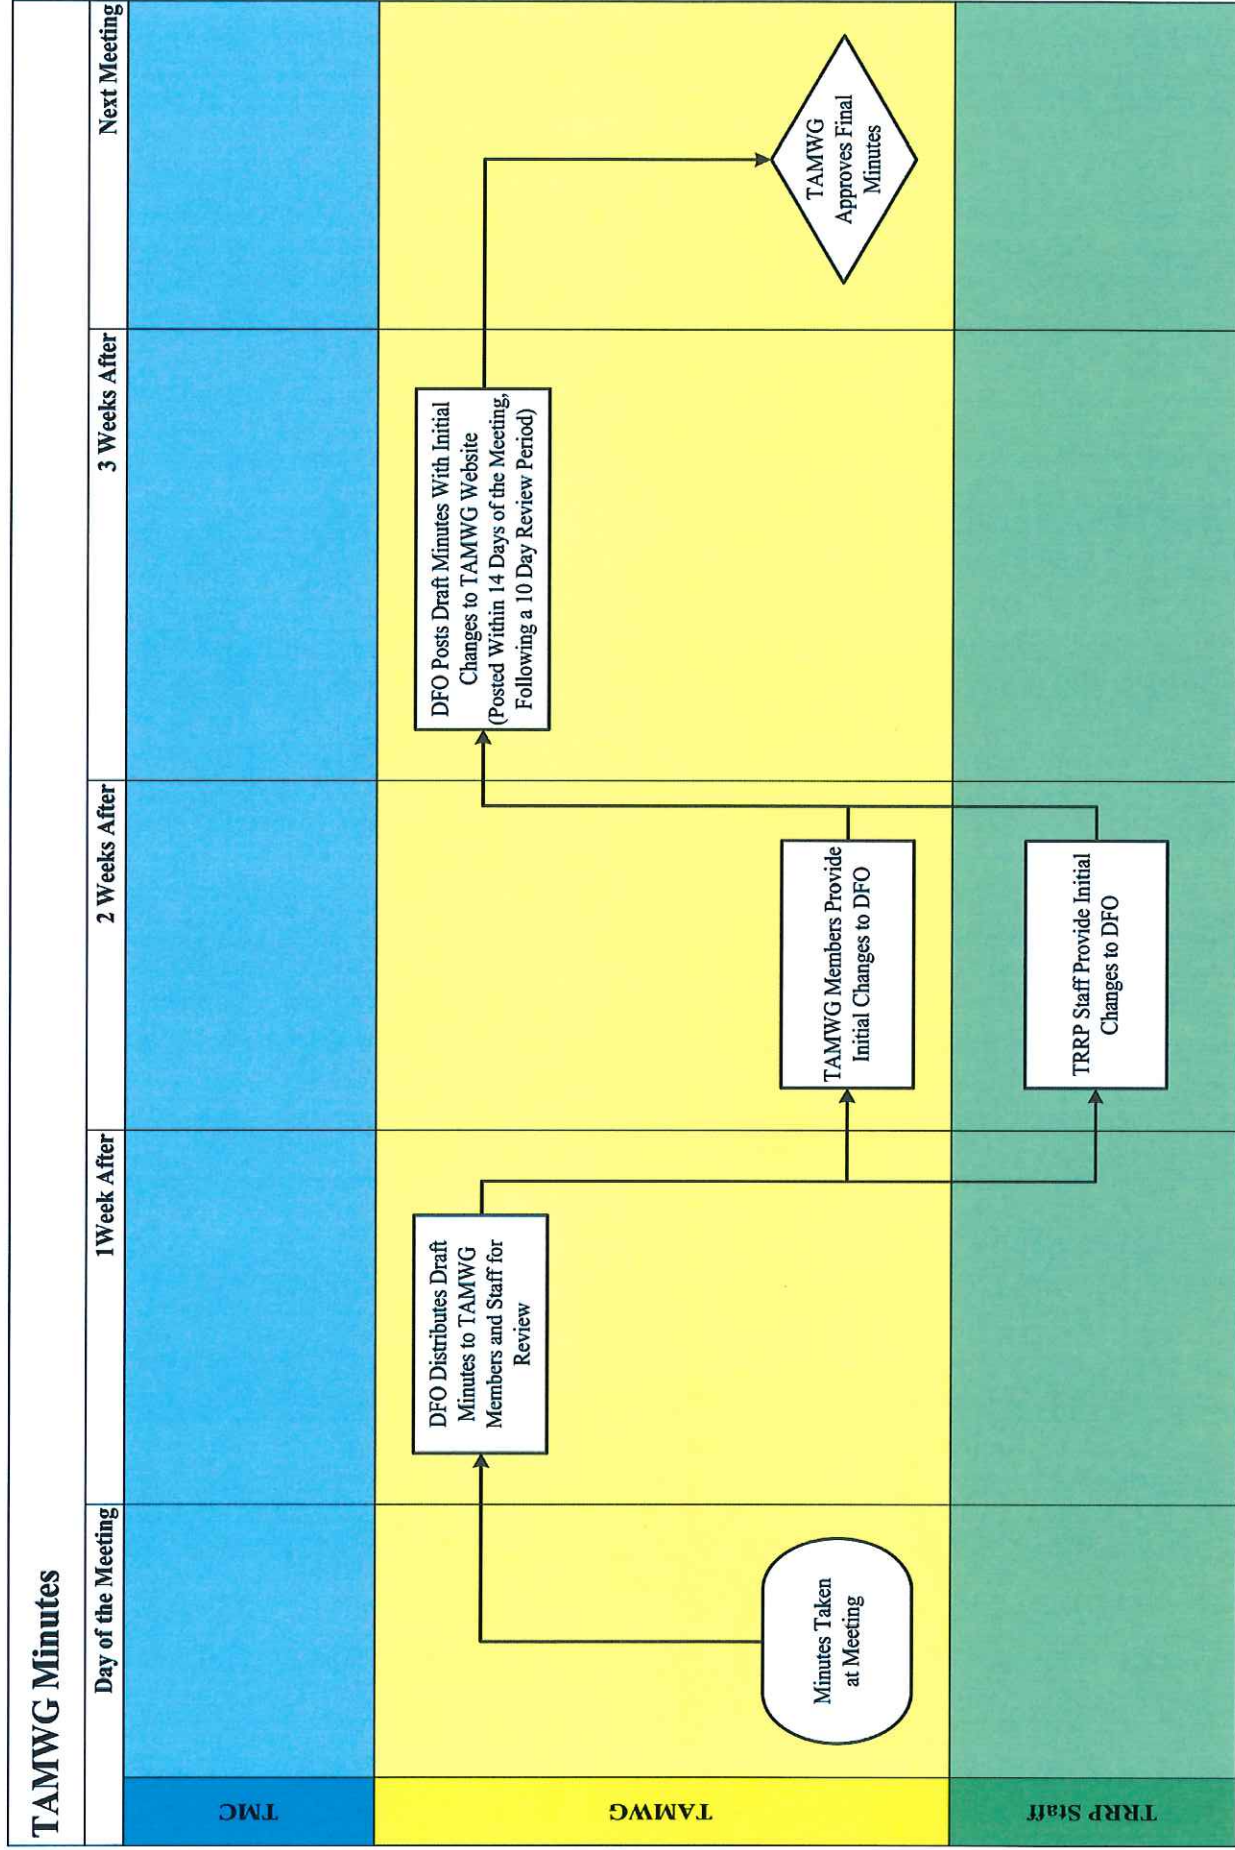 TAMWG Minutes
Day of the Meeting
1Week After
2 Weeks After
3 Weeks After
Next Meeting
TMC
TAMWG
TRRP Staff
Minutes Taken
at Meeting
DFO Distributes Draft
Minutes to TAMWG
Members and Staff for
Review
TAMWG Members Provide
Initial Changes to DFO
TRRP Staff Provide Initial
Changes to DFO
DFO Posts Draft Minutes With Initial
Changes to TAMWG Website
(Posted Within 14 Days of the Meeting,
Following a 10 Day Review Period)
TAMWG
Approves Final
Minutes